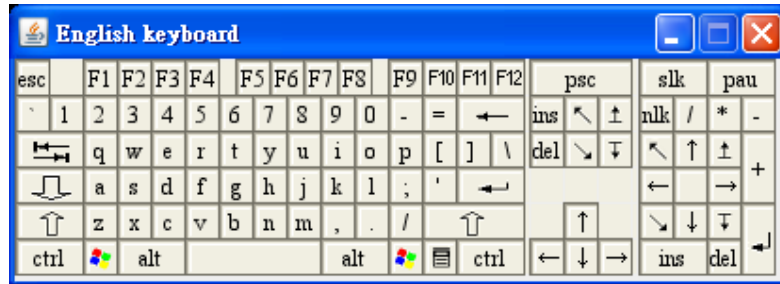 English keyboard
esc F1 F2 F3 F4 F5 F6 F7 F8 F9 F10 F11 F12 psc slk pau
` 1 2 3 4 5 6 7 8 9 0 - = ← ins ↖ ↥ nlk / * -
q w e r t y u i o p [ ] \ del ↘ ↧ ↖ ↑ ↥ +
a s d f g h j k l ; ' ← →
z x c v b n m , . / ⇧ ↑ ↘ ↓ ↧
ctrl alt alt ctrl ← ↓ → ins del ↵